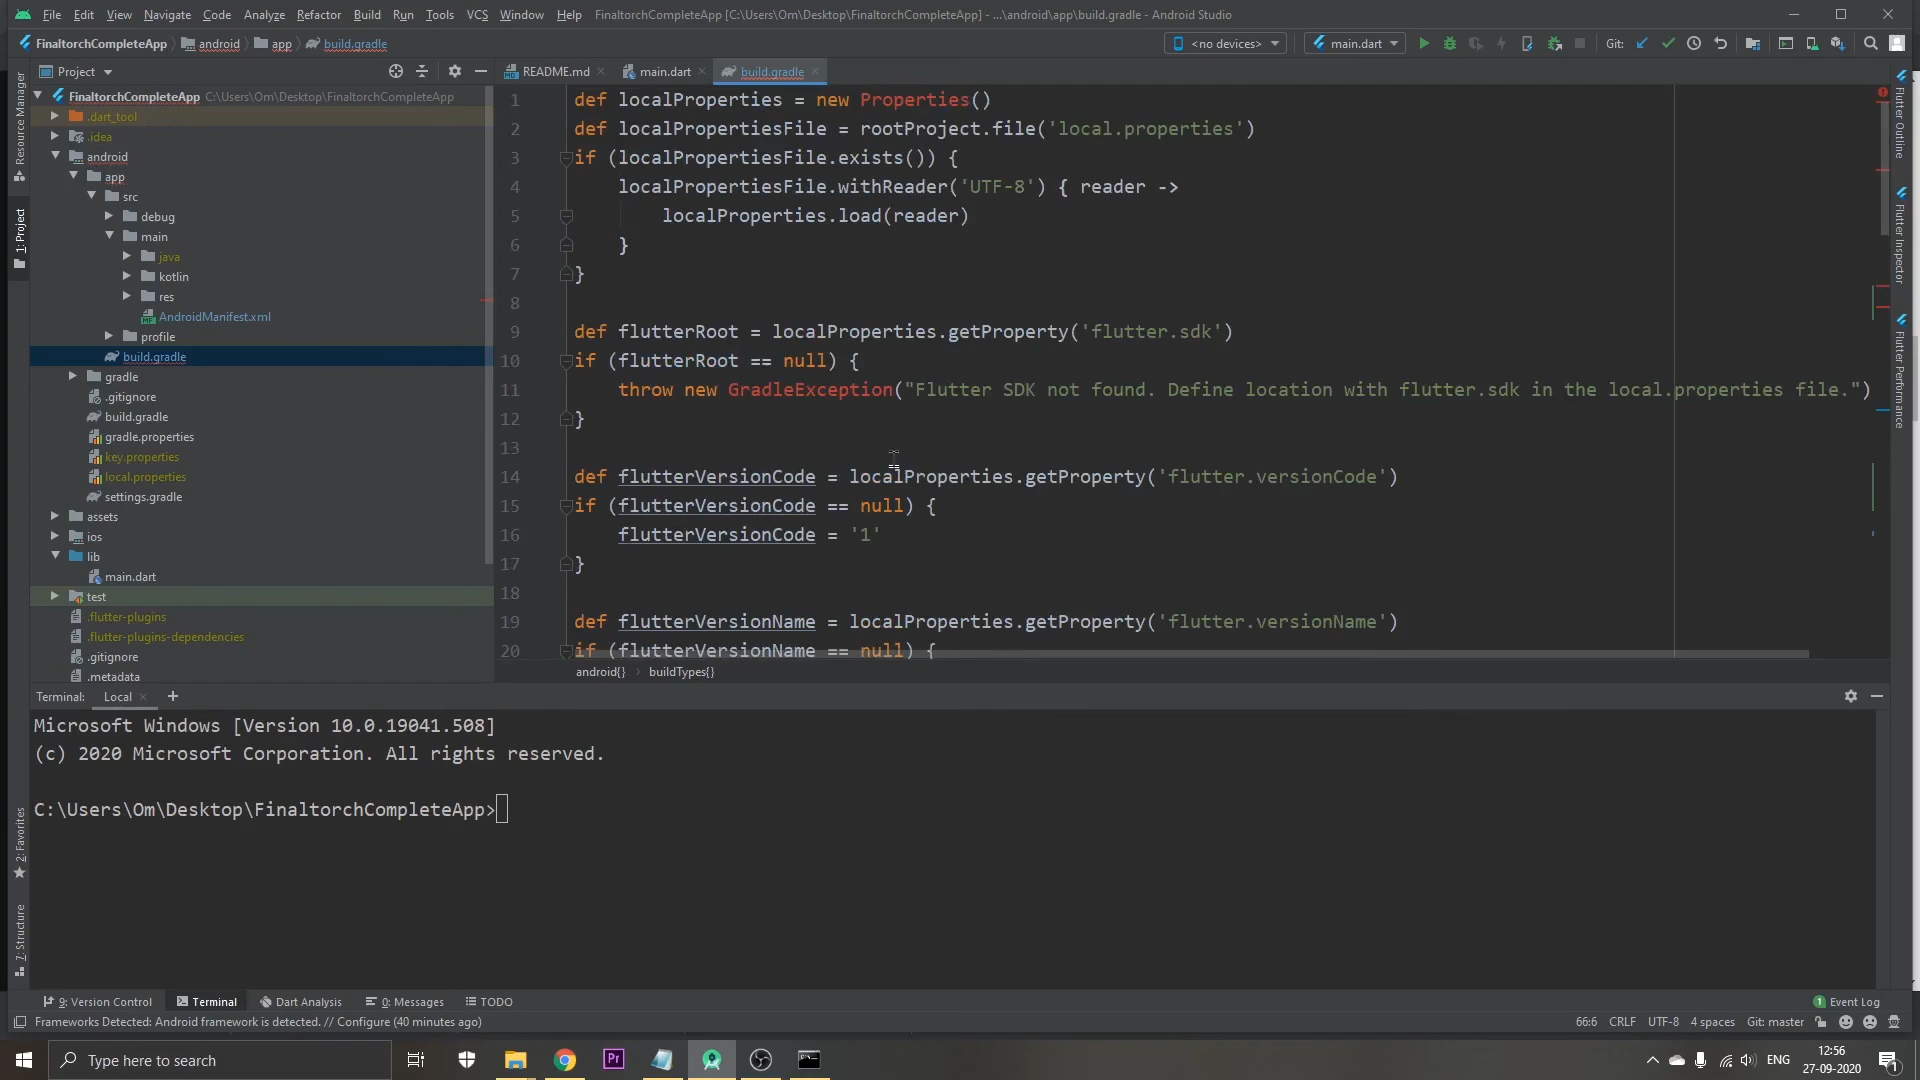 File Edit View Navigate Code Analyze Refactor Build Run Tools VCS Window Help FinaltorchCompleteApp [C:\Users\Om\Desktop\FinaltorchCompleteApp] - ...\android\app\build.gradle - Android Studio
FinaltorchCompleteApp android app build.gradle <no devices> main.dart Git:
Project README.md main.dart build.gradle
FinaltorchCompleteApp C:\Users\Om\Desktop\FinaltorchCompleteApp
.dart_tool
.idea
android
app
src
debug
main
java
kotlin
res
AndroidManifest.xml
profile
build.gradle
gradle
.gitignore
build.gradle
gradle.properties
key.properties
local.properties
settings.gradle
assets
ios
lib
main.dart
test
.flutter-plugins
.flutter-plugins-dependencies
.gitignore
.metadata
Resource Manager
1: Project
2: Favorites
7: Structure
1 def localProperties = new Properties()
2 def localPropertiesFile = rootProject.file('local.properties')
3 if (localPropertiesFile.exists()) {
4 localPropertiesFile.withReader('UTF-8') { reader ->
5 localProperties.load(reader)
6 }
7 }
8
9 def flutterRoot = localProperties.getProperty('flutter.sdk')
10 if (flutterRoot == null) {
11 throw new GradleException("Flutter SDK not found. Define location with flutter.sdk in the local.properties file.")
12 }
13
14 def flutterVersionCode = localProperties.getProperty('flutter.versionCode')
15 if (flutterVersionCode == null) {
16 flutterVersionCode = '1'
17 }
18
19 def flutterVersionName = localProperties.getProperty('flutter.versionName')
20 if (flutterVersionName == null) {
android{} buildTypes{}
Flutter Outline
Flutter Inspector
Flutter Performance
Terminal: Local
Microsoft Windows [Version 10.0.19041.508]
(c) 2020 Microsoft Corporation. All rights reserved.
C:\Users\Om\Desktop\FinaltorchCompleteApp>
9: Version Control Terminal Dart Analysis 0: Messages TODO 1 Event Log
Frameworks Detected: Android framework is detected. // Configure (40 minutes ago) 66:6 CRLF UTF-8 4 spaces Git: master
Type here to search Pr ENG 12:56
27-09-2020 1